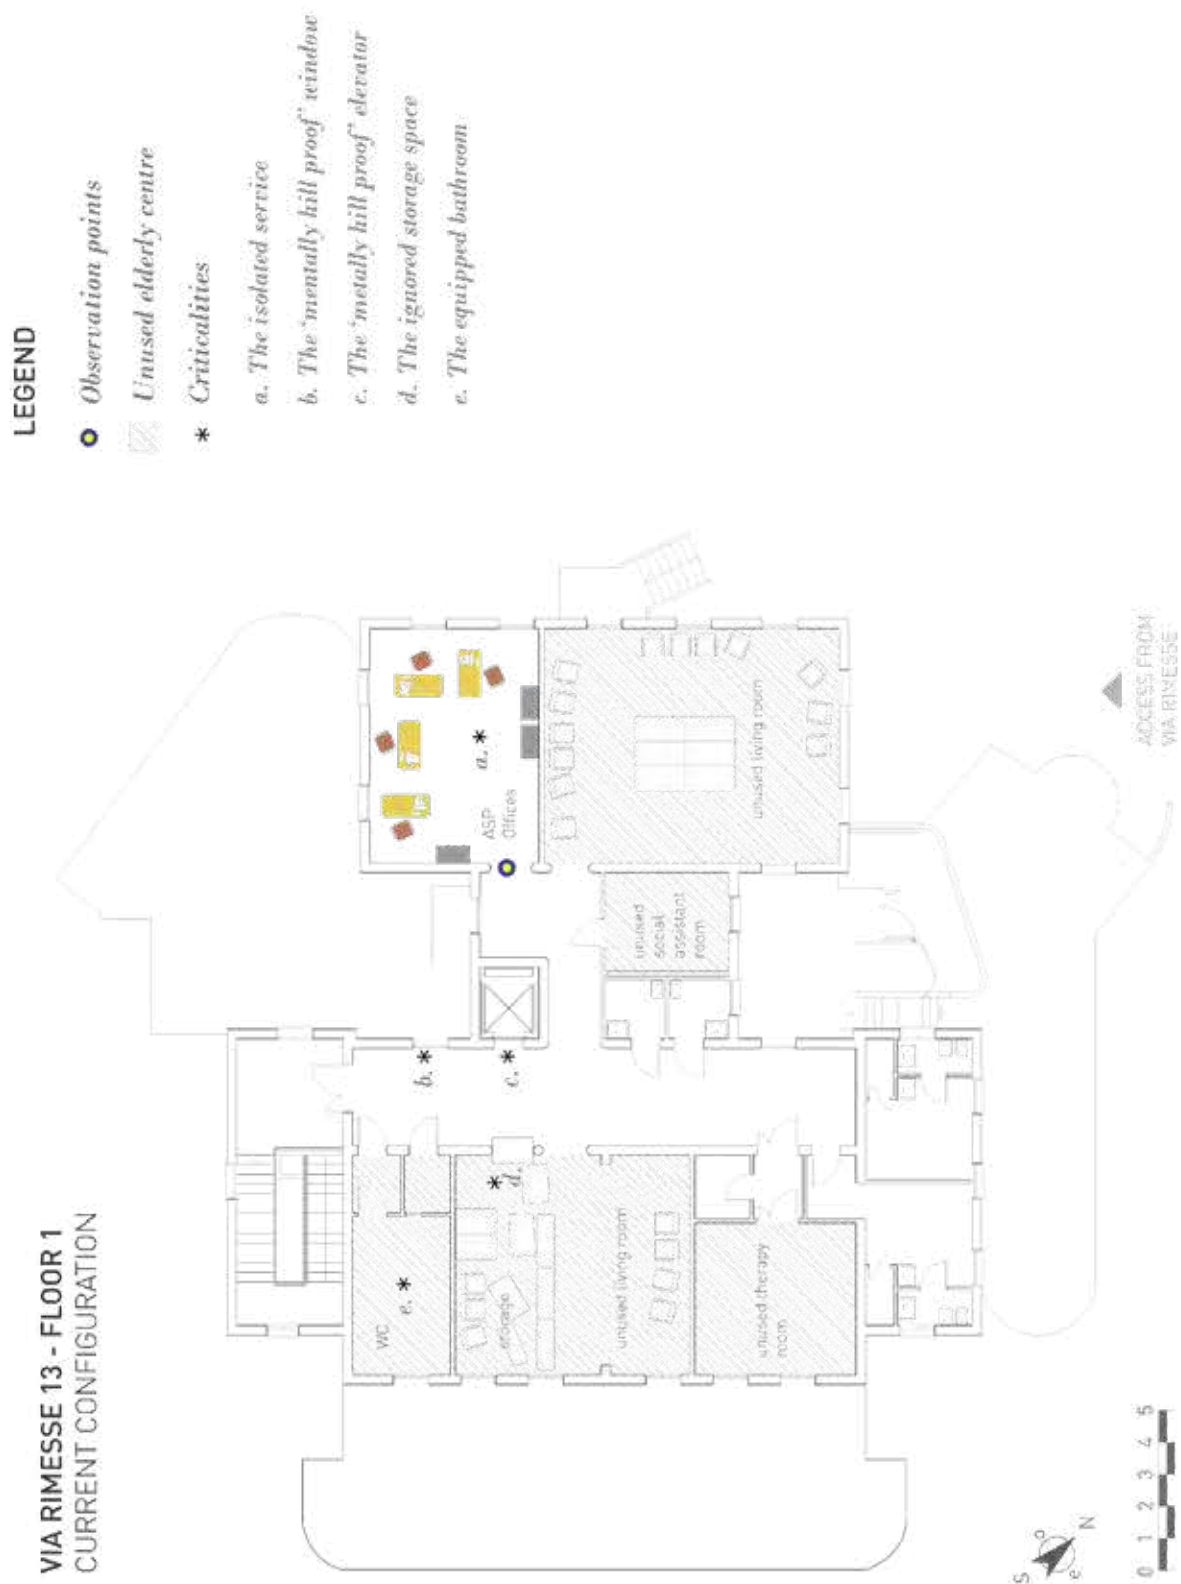 VIA RIMESSE 13 - FLOOR 1
CURRENT CONFIGURATION
LEGEND
Observation points
Unused elderly centre
* Criticalities
a. The isolated service
b. The 'mentally hill proof' window
c. The 'metally hill proof' elevator
d. The ignored storage space
e. The equipped bathroom
WC
e. *
storage
* d.
unused living room
unused therapy
room
b. *
c. *
unused
social
assistant
room
ASP
Offices
a. *
unused living room
ACCESS FROM
VIA RIMESSE
S
o
e
N
0 1 2 3 4 5